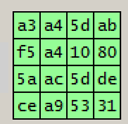 a3 a4 5d ab
f5 a4 10 80
5a ac 5d de
ce a9 53 31